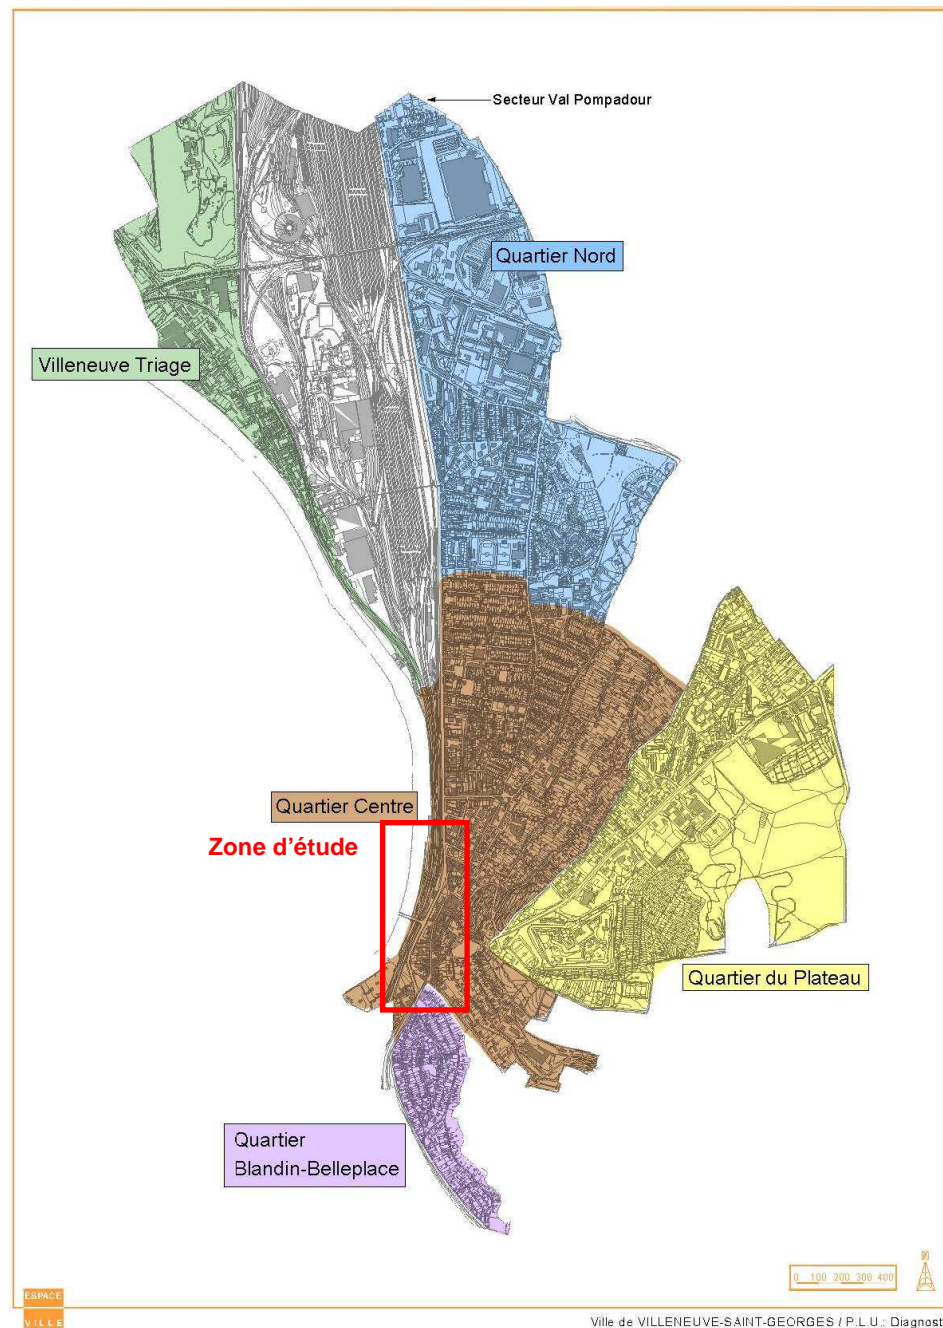 Secteur Val Pompadour
Quartier Nord
Villeneuve Triage
Quartier Centre
Zone d'étude
Quartier du Plateau
Quartier
Blandin-Belleplace
0 100 200 300 400
N
ESPACE
VILLE
Ville de VILLENEUVE-SAINT-GEORGES / P.L.U.: Diagnost